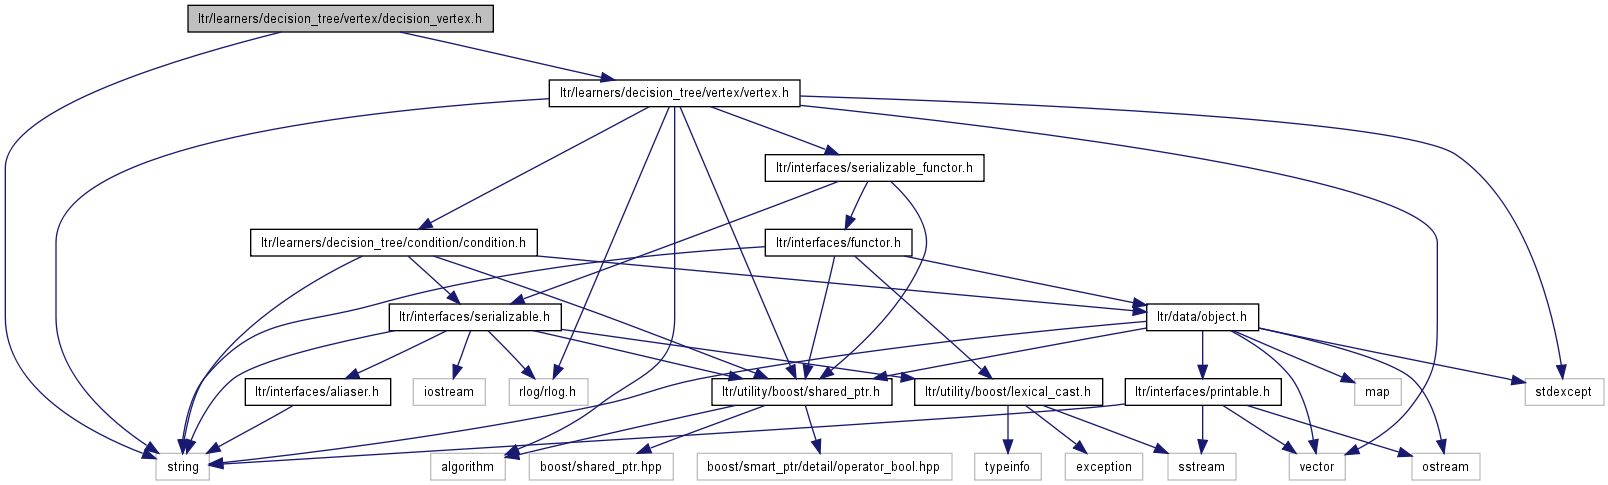 ltr/learners/decision_tree/vertex/decision_vertex.h
ltr/learners/decision_tree/vertex/vertex.h
ltr/interfaces/serializable_functor.h
ltr/learners/decision_tree/condition/condition.h
ltr/interfaces/functor.h
ltr/interfaces/serializable.h
ltr/data/object.h
ltr/interfaces/aliaser.h
iostream
rlog/rlog.h
ltr/utility/boost/shared_ptr.h
ltr/utility/boost/lexical_cast.h
ltr/interfaces/printable.h
map
stdexcept
string
algorithm
boost/shared_ptr.hpp
boost/smart_ptr/detail/operator_bool.hpp
typeinfo
exception
sstream
vector
ostream